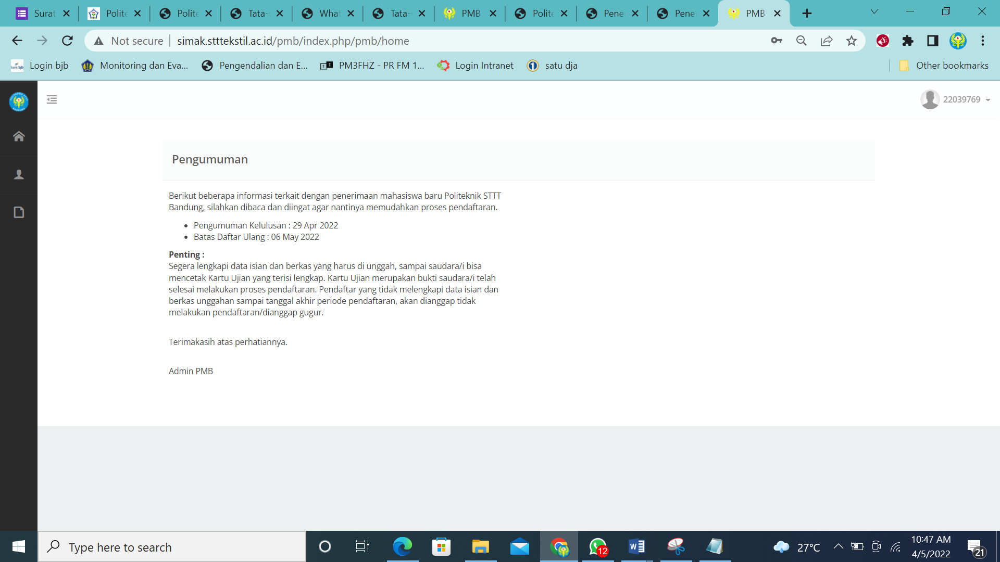 Surat
Polite
Polite
Tata-
What
Tata-
PMB
Polite
Pene
Pene
PMB
Not secure
simak.stttekstil.ac.id/pmb/index.php/pmb/home
Login bjb
Monitoring dan Eva...
Pengendalian dan E...
PM3FHZ - PR FM 1...
Login Intranet
satu dja
Other bookmarks
22039769
Pengumuman
Berikut beberapa informasi terkait dengan penerimaan mahasiswa baru Politeknik STTT
Bandung, silahkan dibaca dan diingat agar nantinya memudahkan proses pendaftaran.
• Pengumuman Kelulusan : 29 Apr 2022
• Batas Daftar Ulang : 06 May 2022
Penting :
Segera lengkapi data isian dan berkas yang harus di unggah, sampai saudara/i bisa
mencetak Kartu Ujian yang terisi lengkap. Kartu Ujian merupakan bukti saudara/i telah
selesai melakukan proses pendaftaran. Pendaftar yang tidak melengkapi data isian dan
berkas unggahan sampai tanggal akhir periode pendaftaran, akan dianggap tidak
melakukan pendaftaran/dianggap gugur.
Terimakasih atas perhatiannya.
Admin PMB
Type here to search
12
27°C
10:47 AM
4/5/2022
21